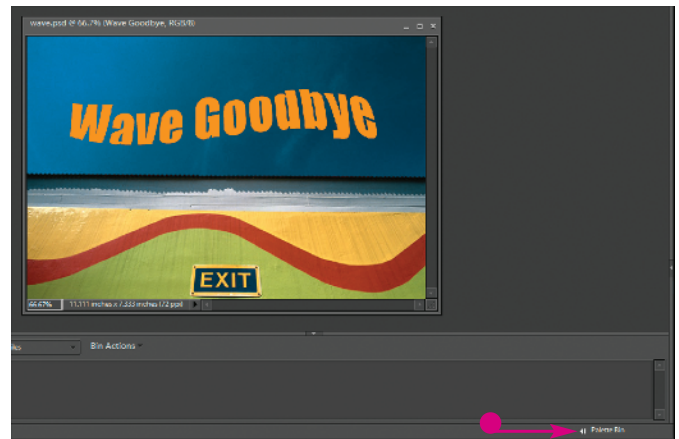 wave.psd @ 66.7% (Wave Goodbye, RGB/8)
Wave Goodbye
EXIT
66.67% 11.111 inches x 7.333 inches (72 ppi)
Bin Actions
Palette Bin